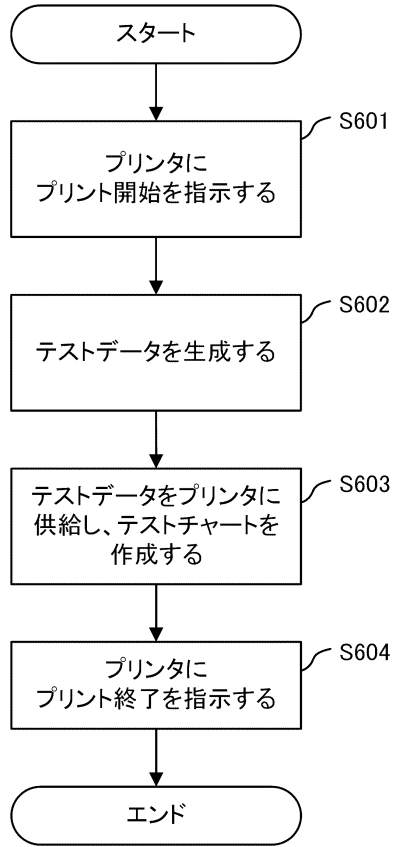 スタート
S601
プリンタに
プリント開始を指示する
S602
テストデータを生成する
S603
テストデータをプリンタに
供給し、テストチャートを
作成する
S604
プリンタに
プリント終了を指示する
エンド